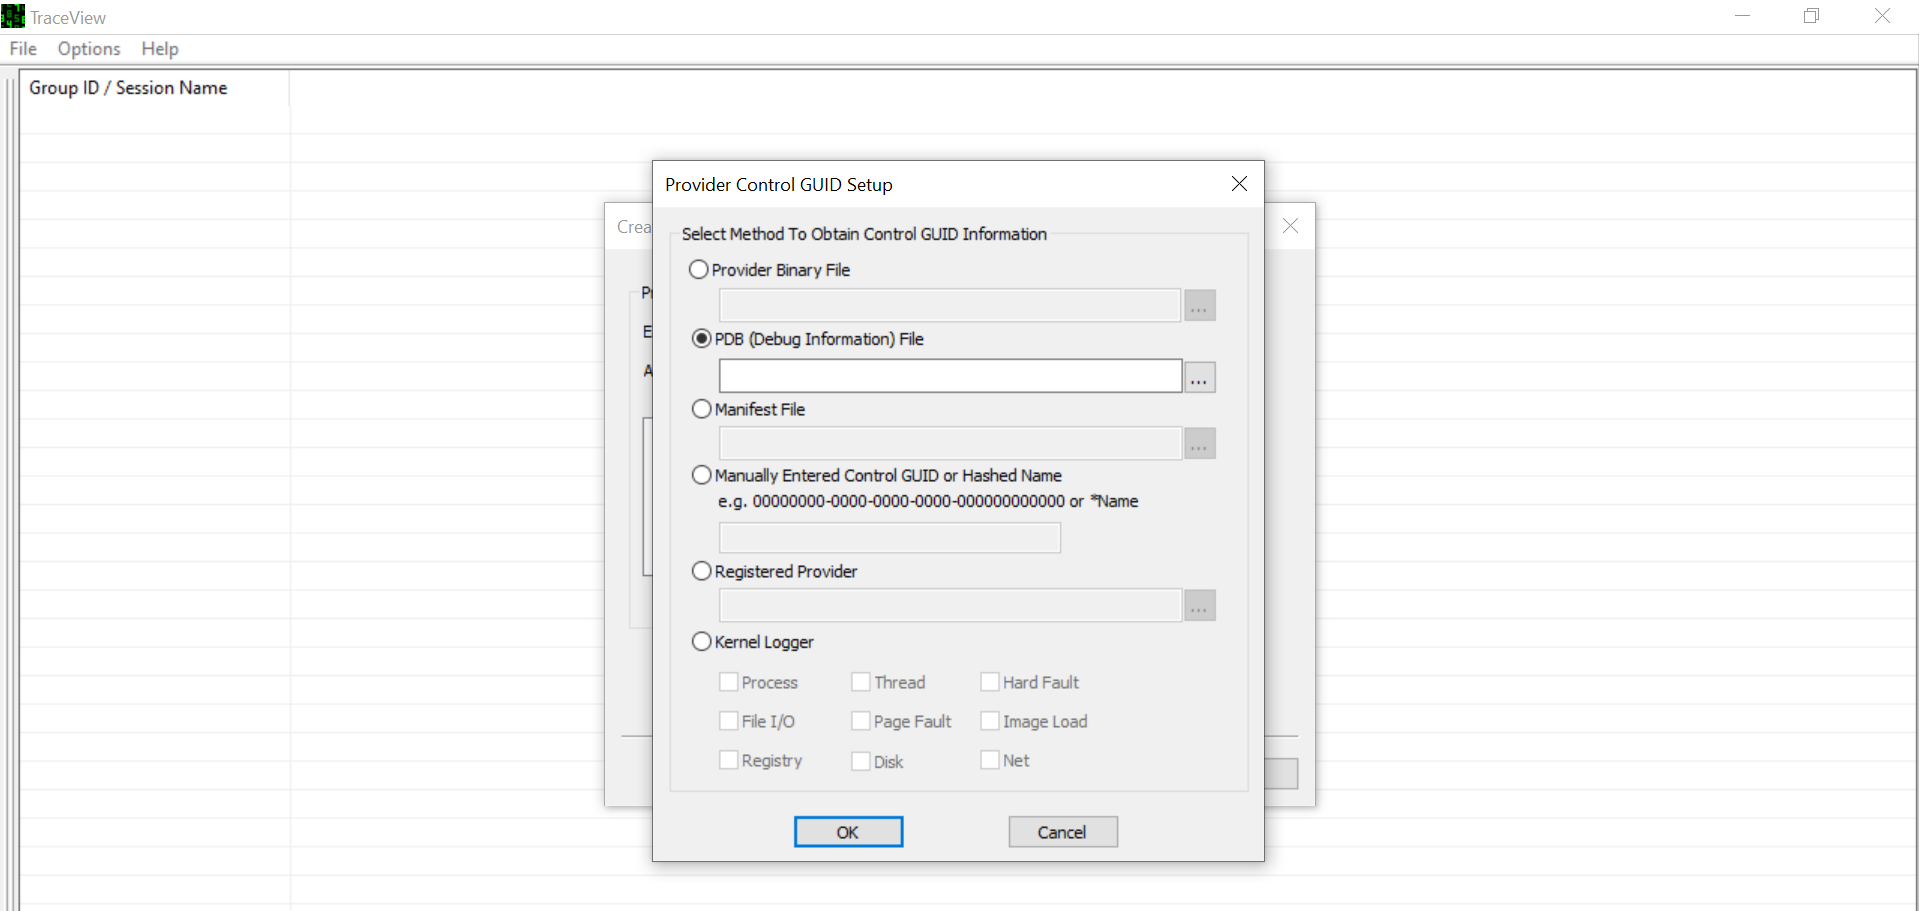 TraceView
File Options Help
Group ID / Session Name
Provider Control GUID Setup
Crea
Select Method To Obtain Control GUID Information
Provider Binary File
...
PDB (Debug Information) File
...
Manifest File
...
Manually Entered Control GUID or Hashed Name
e.g. 00000000-0000-0000-0000-000000000000 or *Name
Registered Provider
...
Kernel Logger
Process Thread Hard Fault
File I/O Page Fault Image Load
Registry Disk Net
OK Cancel